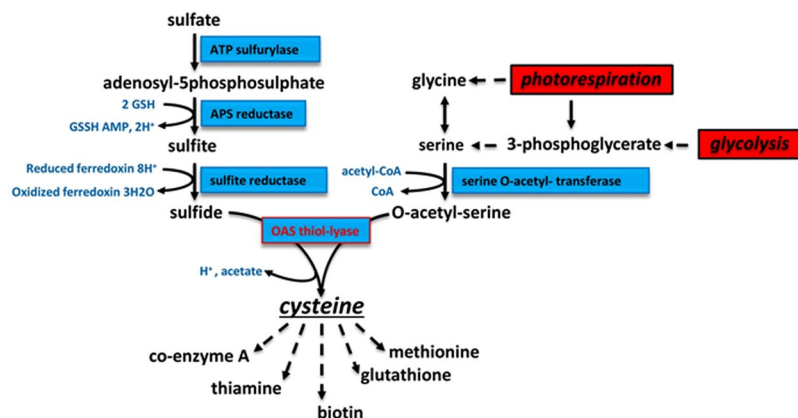 sulfate
ATP sulfurylase
adenosyl-5phosphosulphate
glycine
photorespiration
2 GSH
GSSH AMP, 2H⁺
APS reductase
sulfite
serine
3-phosphoglycerate
glycolysis
Reduced ferredoxin 8H⁺
Oxidized ferredoxin 3H2O
sulfite reductase
acetyl-CoA
CoA
serine O-acetyl- transferase
sulfide
OAS thiol-lyase
O-acetyl-serine
H⁺, acetate
cysteine
co-enzyme A
methionine
thiamine
glutathione
biotin